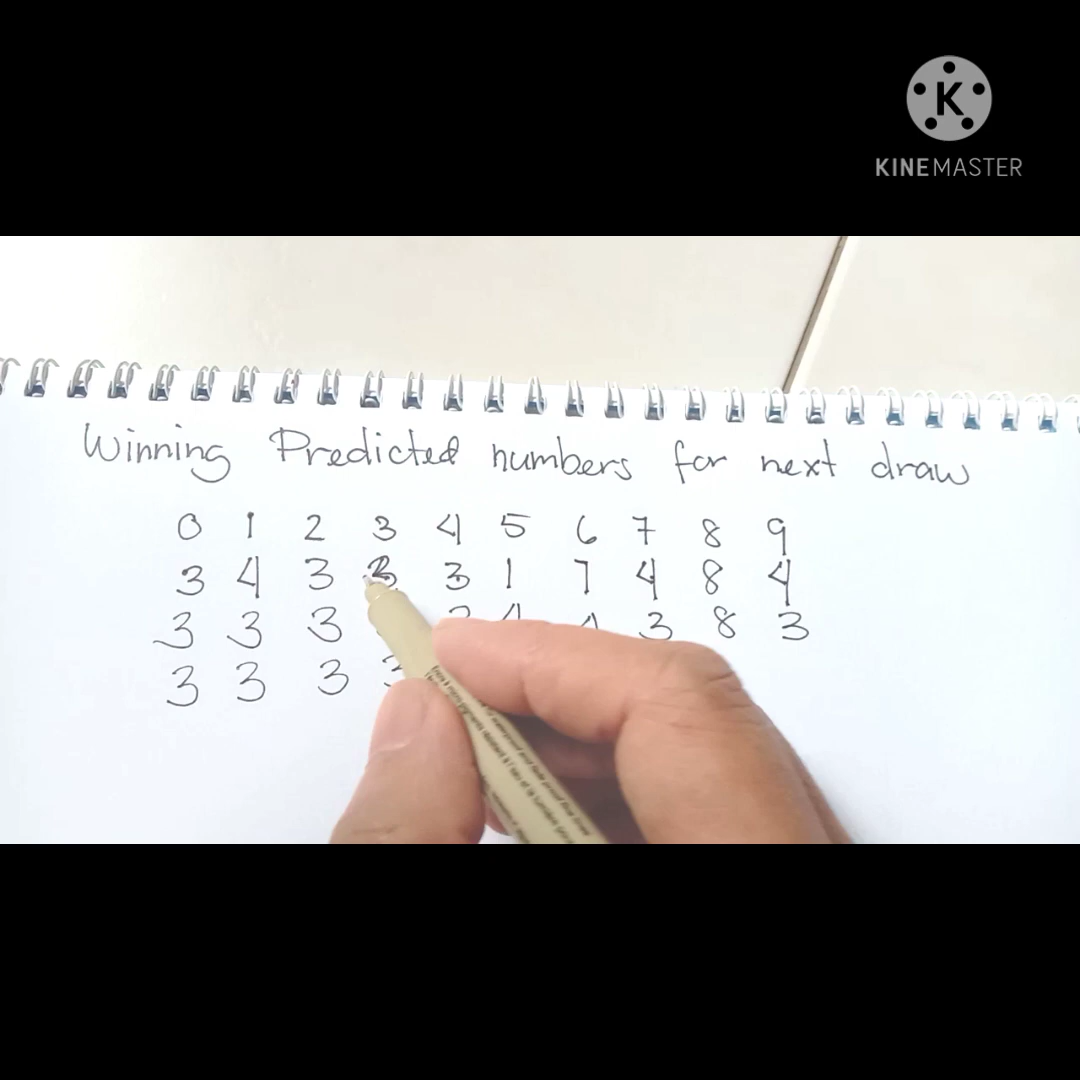 KINEMASTER
Winning Predicted numbers for next draw
0 1 2 3 4 5 6 7 8 9
3 4 3 3 3 1 7 4 8 4
3 3 3 3 8 3
3 3 3